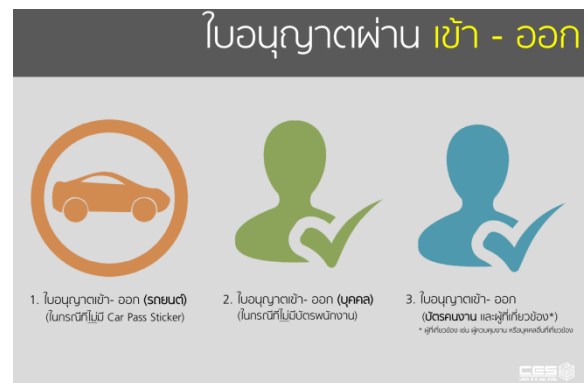 ใบอนุญาตผ่าน เข้า - ออก
1. ใบอนุญาตเข้า- ออก (รถยนต์)
(ในกรณีที่ไม่มี Car Pass Sticker)
2. ใบอนุญาตเข้า- ออก (บุคคล)
(ในกรณีที่ไม่มีบัตรพนักงาน)
3. ใบอนุญาตเข้า- ออก
(บัตรคนงาน และผู้ที่เกี่ยวข้อง*)
* ผู้ที่เกี่ยวข้อง เช่น ผู้ควบคุมงาน หรือบุคคลอื่นที่เกี่ยวข้อง
CES